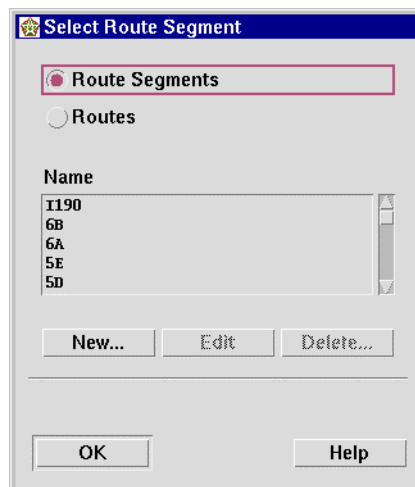 Select Route Segment
Route Segments
Routes
Name
I190
6B
6A
5E
5D
New... Edit Delete...
OK Help